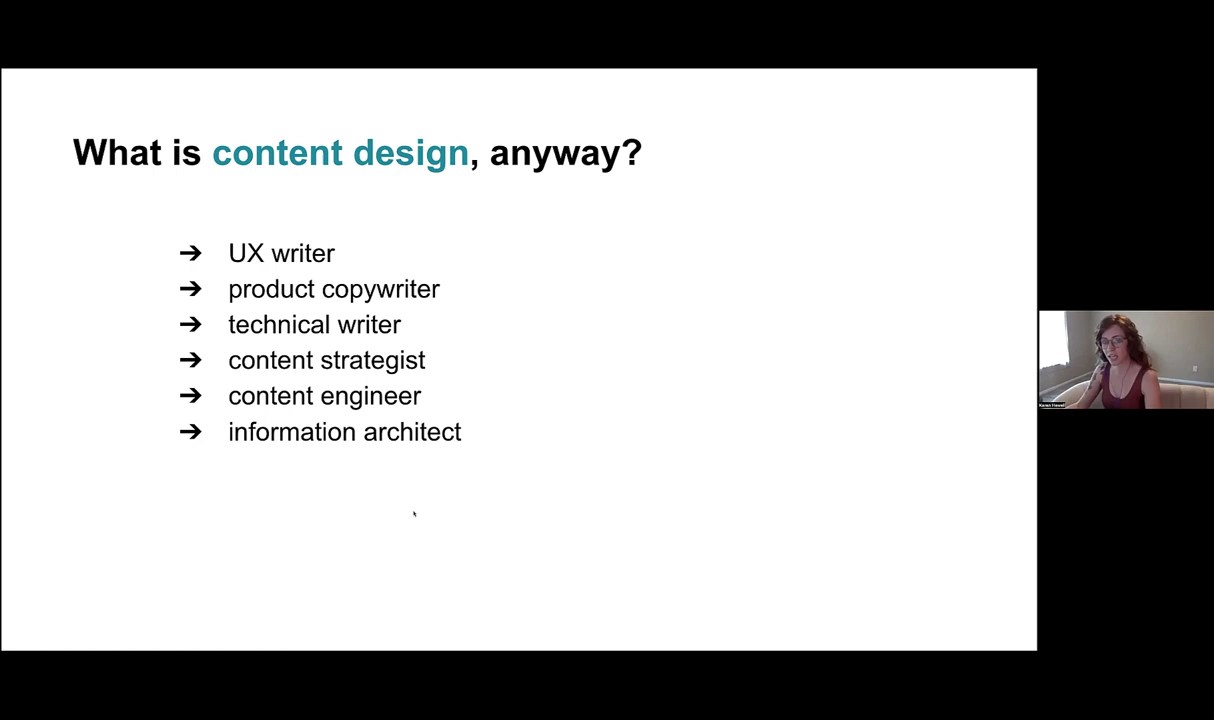 What is content design, anyway?
➔ UX writer
➔ product copywriter
➔ technical writer
➔ content strategist
➔ content engineer
➔ information architect